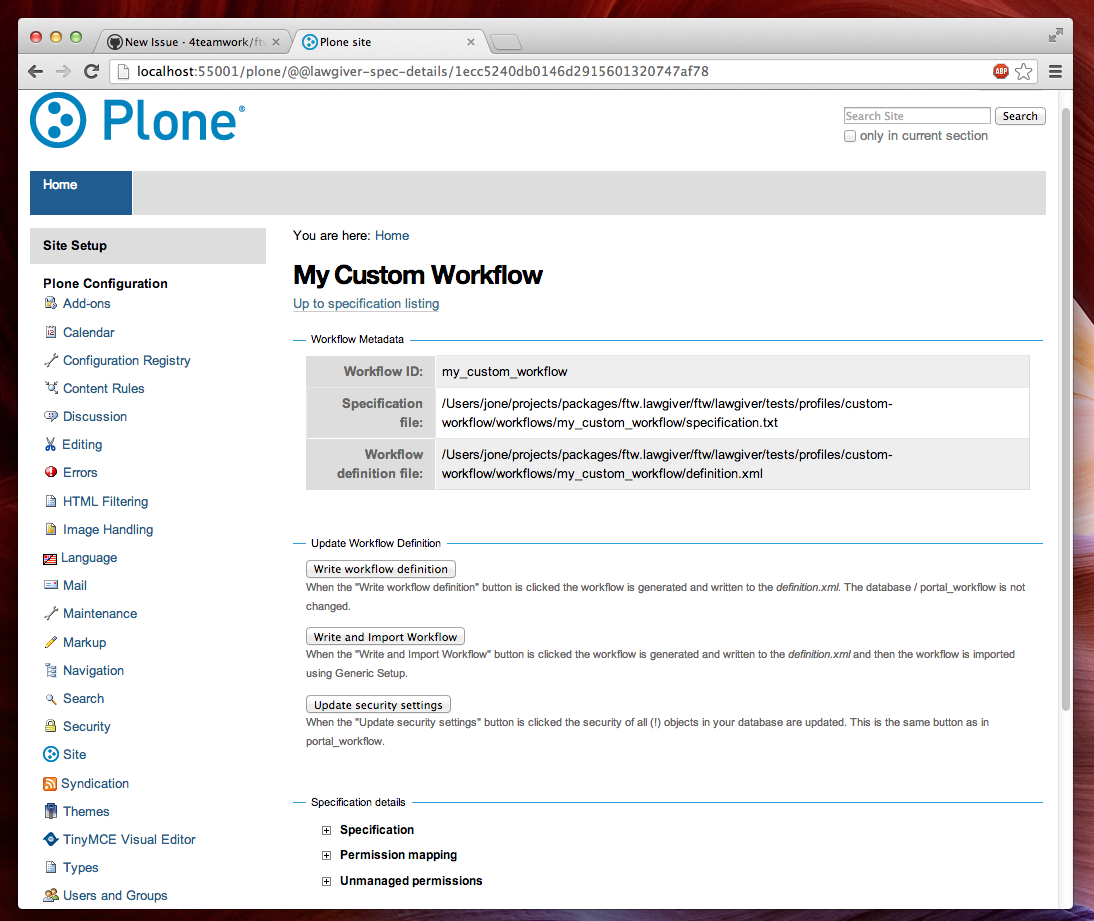 New Issue · 4teamwork/ftw
Plone site
localhost:55001/plone/@@lawgiver-spec-details/1ecc5240db0146d2915601320747af78
ABP
Plone®
Search Site
Search
only in current section
Home
Site Setup
Plone Configuration
Add-ons
Calendar
Configuration Registry
Content Rules
Discussion
Editing
Errors
HTML Filtering
Image Handling
Language
Mail
Maintenance
Markup
Navigation
Search
Security
Site
Syndication
Themes
TinyMCE Visual Editor
Types
Users and Groups
You are here: Home
My Custom Workflow
Up to specification listing
Workflow Metadata
Workflow ID:
my_custom_workflow
Specification
file:
/Users/jone/projects/packages/ftw.lawgiver/ftw/lawgiver/tests/profiles/custom-
workflow/workflows/my_custom_workflow/specification.txt
Workflow
definition file:
/Users/jone/projects/packages/ftw.lawgiver/ftw/lawgiver/tests/profiles/custom-
workflow/workflows/my_custom_workflow/definition.xml
Update Workflow Definition
Write workflow definition
When the "Write workflow definition" button is clicked the workflow is generated and written to the definition.xml. The database / portal_workflow is not
changed.
Write and Import Workflow
When the "Write and Import Workflow" button is clicked the workflow is generated and written to the definition.xml and then the workflow is imported
using Generic Setup.
Update security settings
When the "Update security settings" button is clicked the security of all (!) objects in your database are updated. This is the same button as in
portal_workflow.
Specification details
Specification
Permission mapping
Unmanaged permissions